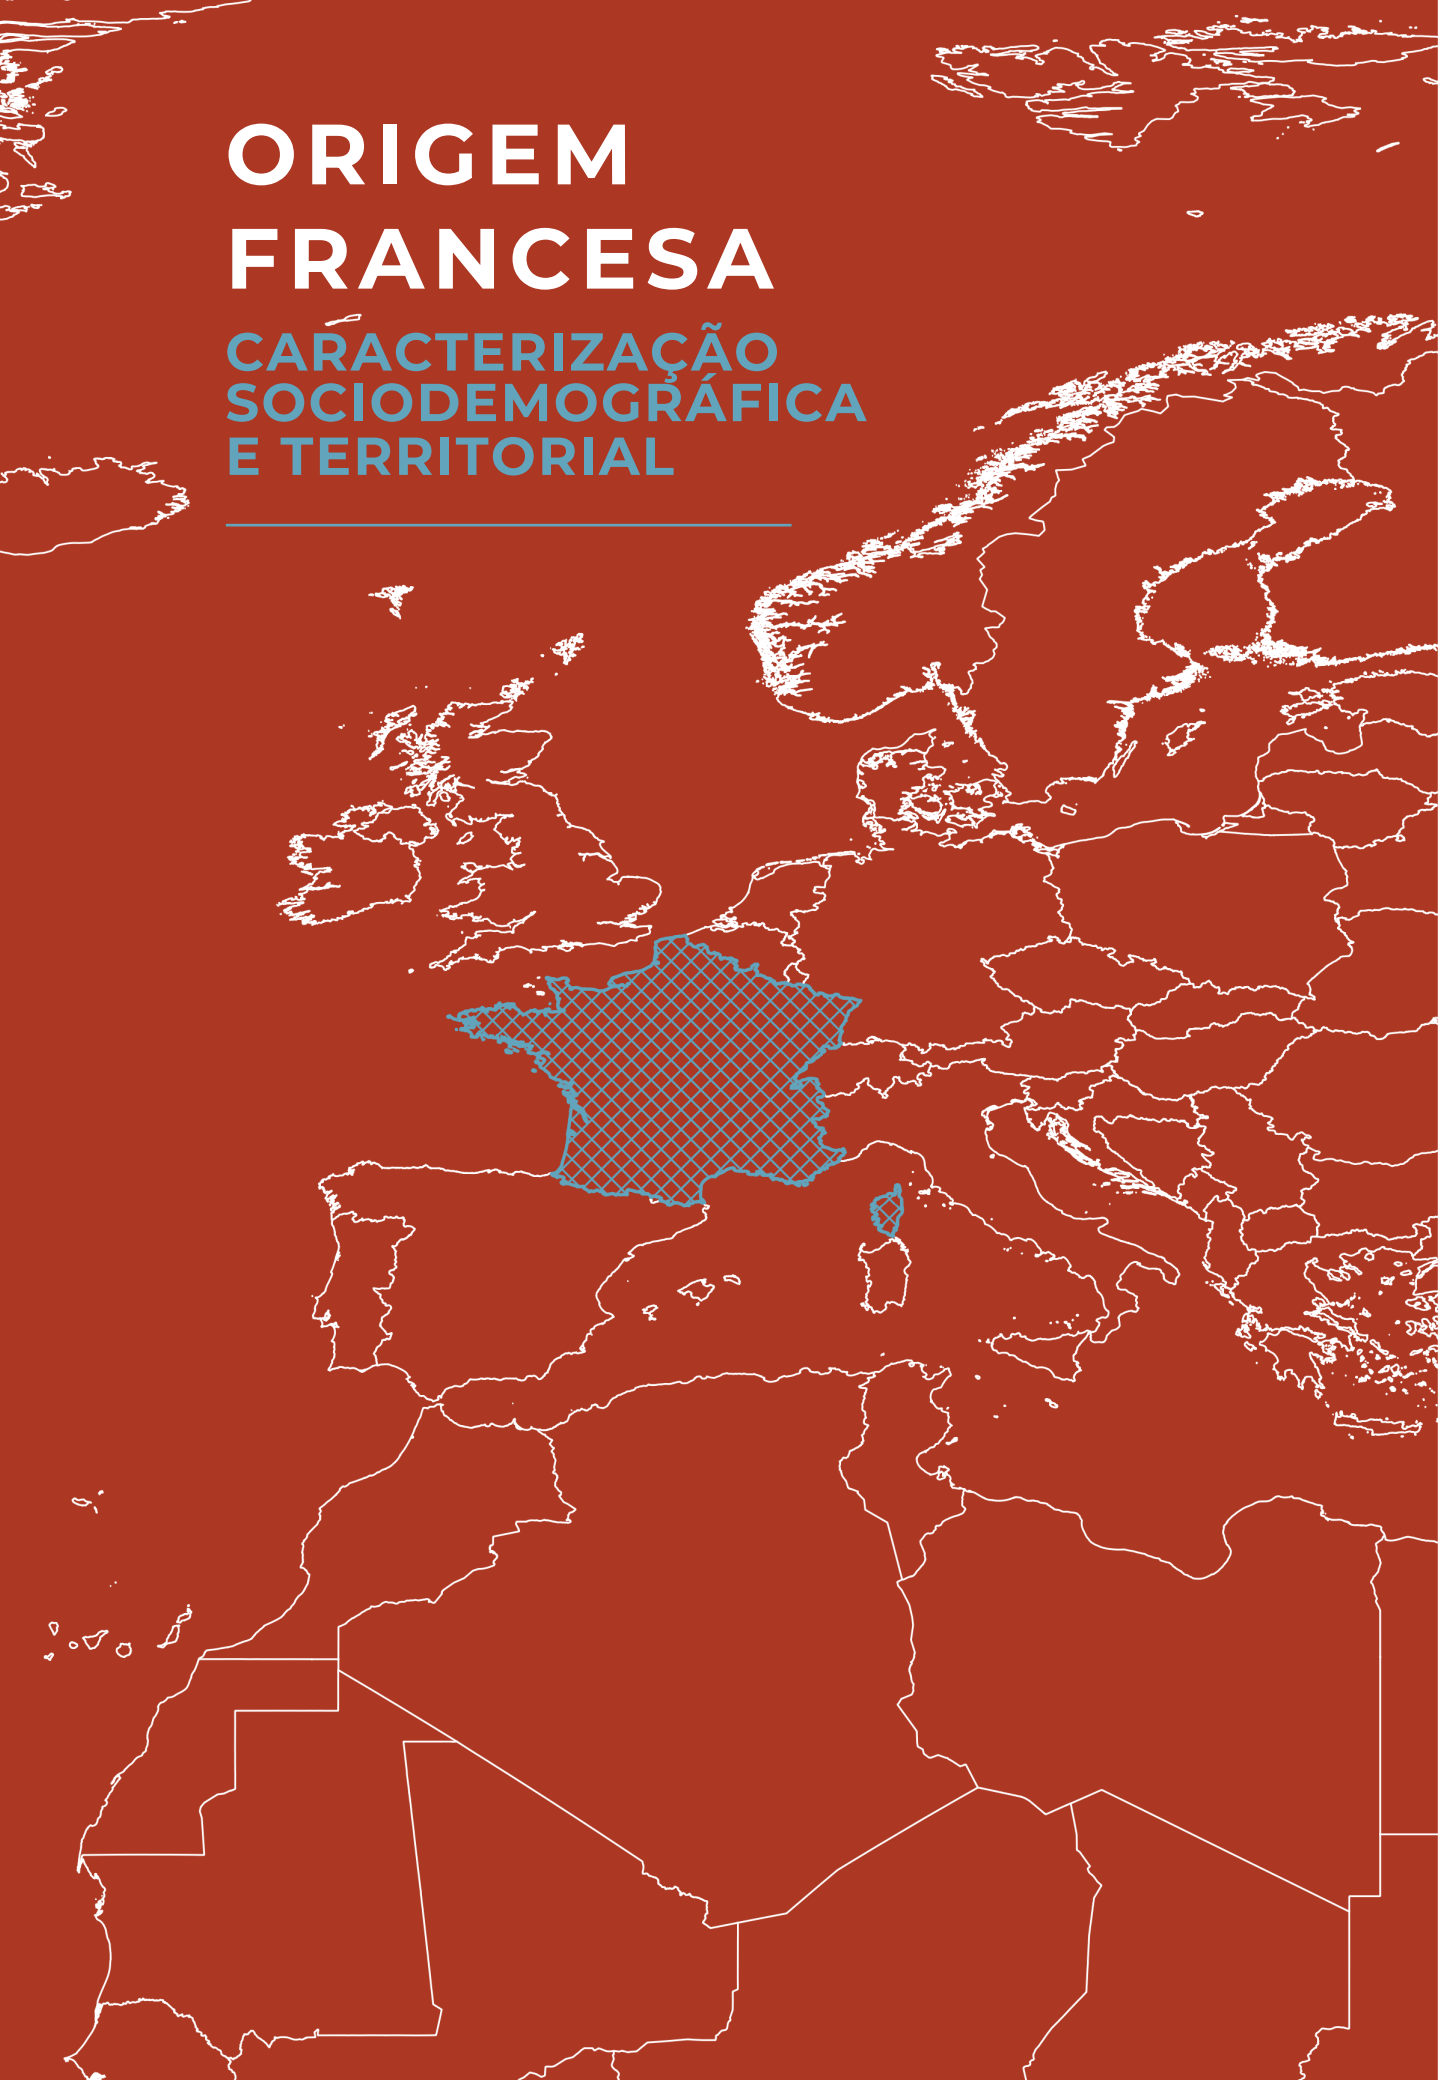 ORIGEM
FRANCESA
CARACTERIZAÇÃO
SOCIODEMOGRÁFICA
E TERRITORIAL